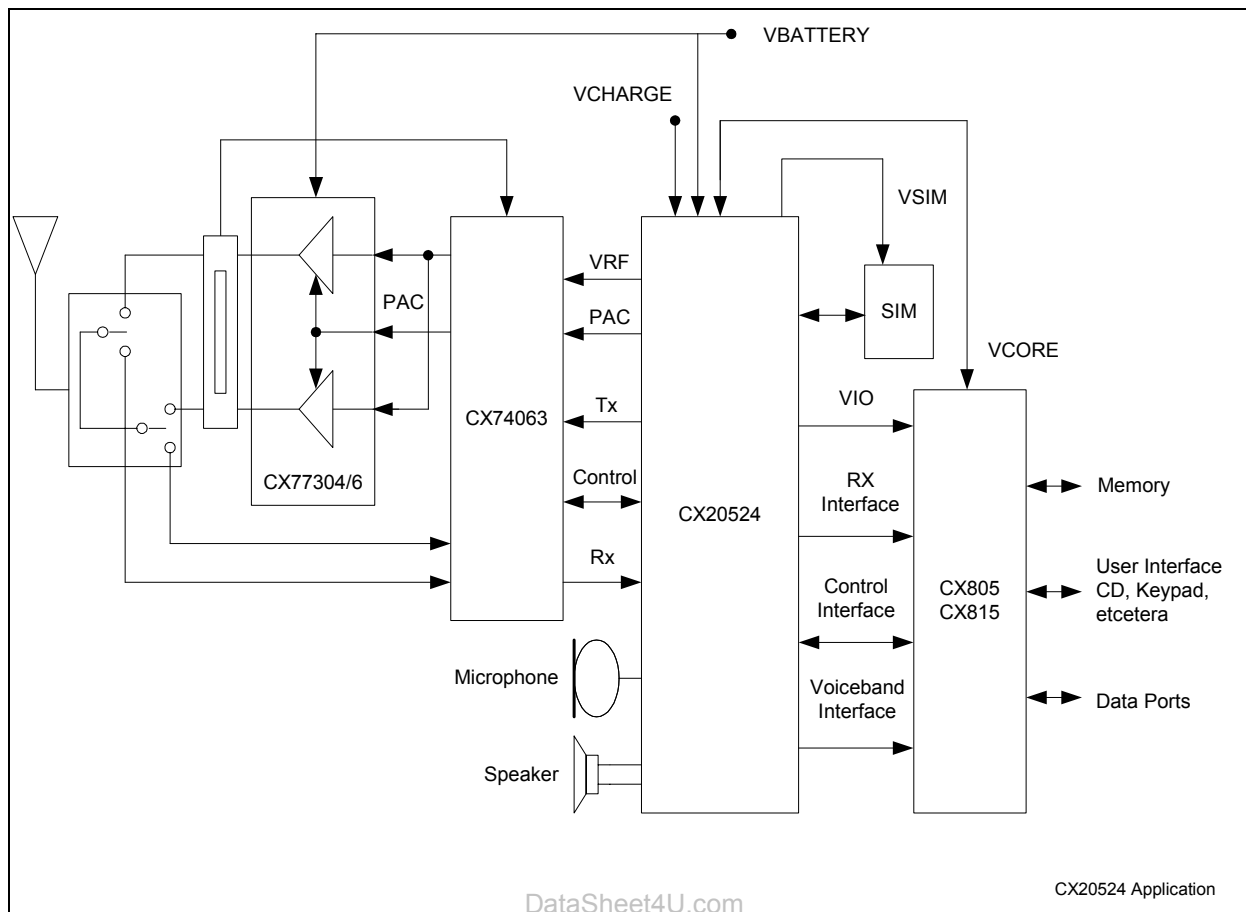 VBATTERY
VCHARGE
VSIM
SIM
VCORE
VRF
PAC
PAC
Tx
CX74063
Control
Rx
CX77304/6
CX20524
VIO
RX
Interface
Control
Interface
Voiceband
Interface
CX805
CX815
Memory
User Interface
CD, Keypad,
etcetera
Data Ports
Microphone
Speaker
CX20524 Application
DataSheet4U.com